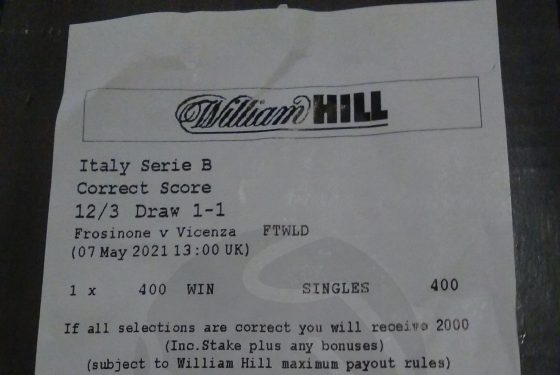 William HILL
Italy Serie B
Correct Score
12/3 Draw 1-1
Frosinone v Vicenza FTWLD
(07 May 2021 13:00 UK)
1 x 400 WIN SINGLES 400
If all selections are correct you will receive 2000
(Inc.Stake plus any bonuses)
(subject to William Hill maximum payout rules)